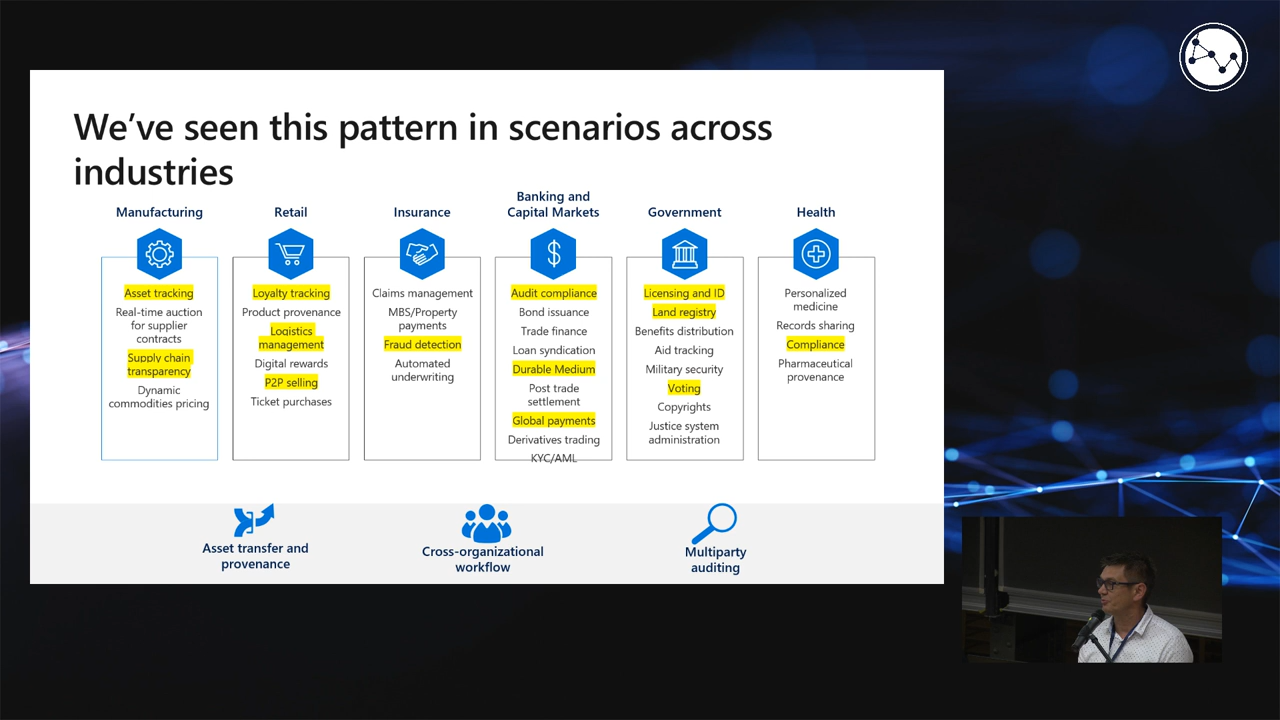 We've seen this pattern in scenarios across
industries
Manufacturing
Asset tracking
Real-time auction
for supplier
contracts
Supply chain
transparency
Dynamic
commodities pricing
Retail
Loyalty tracking
Product provenance
Logistics
management
Digital rewards
P2P selling
Ticket purchases
Insurance
Claims management
MBS/Property
payments
Fraud detection
Automated
underwriting
Banking and
Capital Markets
Audit compliance
Bond issuance
Trade finance
Loan syndication
Durable Medium
Post trade
settlement
Global payments
Derivatives trading
KYC/AML
Government
Licensing and ID
Land registry
Benefits distribution
Aid tracking
Military security
Voting
Copyrights
Justice system
administration
Health
Personalized
medicine
Records sharing
Compliance
Pharmaceutical
provenance
Asset transfer and
provenance
Cross-organizational
workflow
Multiparty
auditing